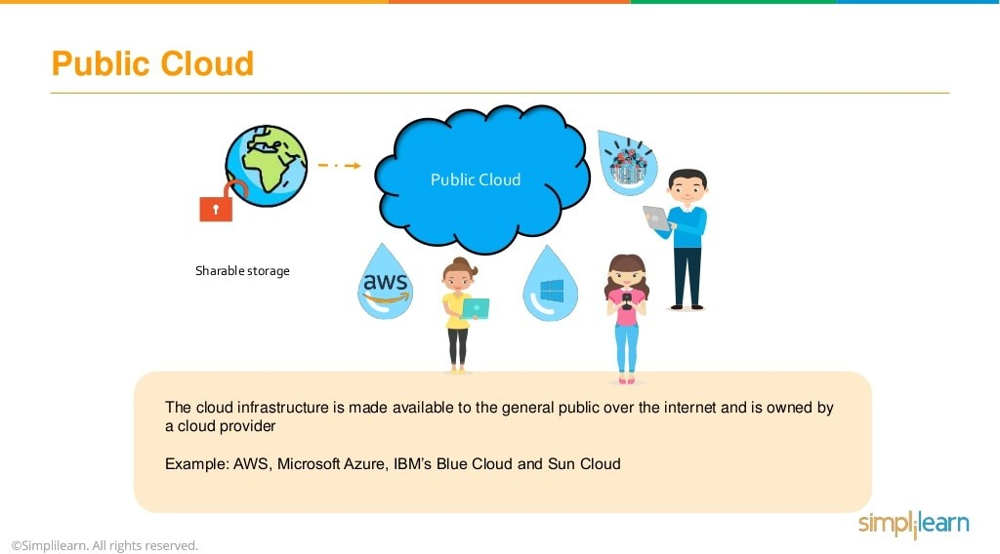 Public Cloud
Public Cloud
Sharable storage
aws
The cloud infrastructure is made available to the general public over the internet and is owned by
a cloud provider
Example: AWS, Microsoft Azure, IBM’s Blue Cloud and Sun Cloud
simplilearn
©Simplilearn. All rights reserved.